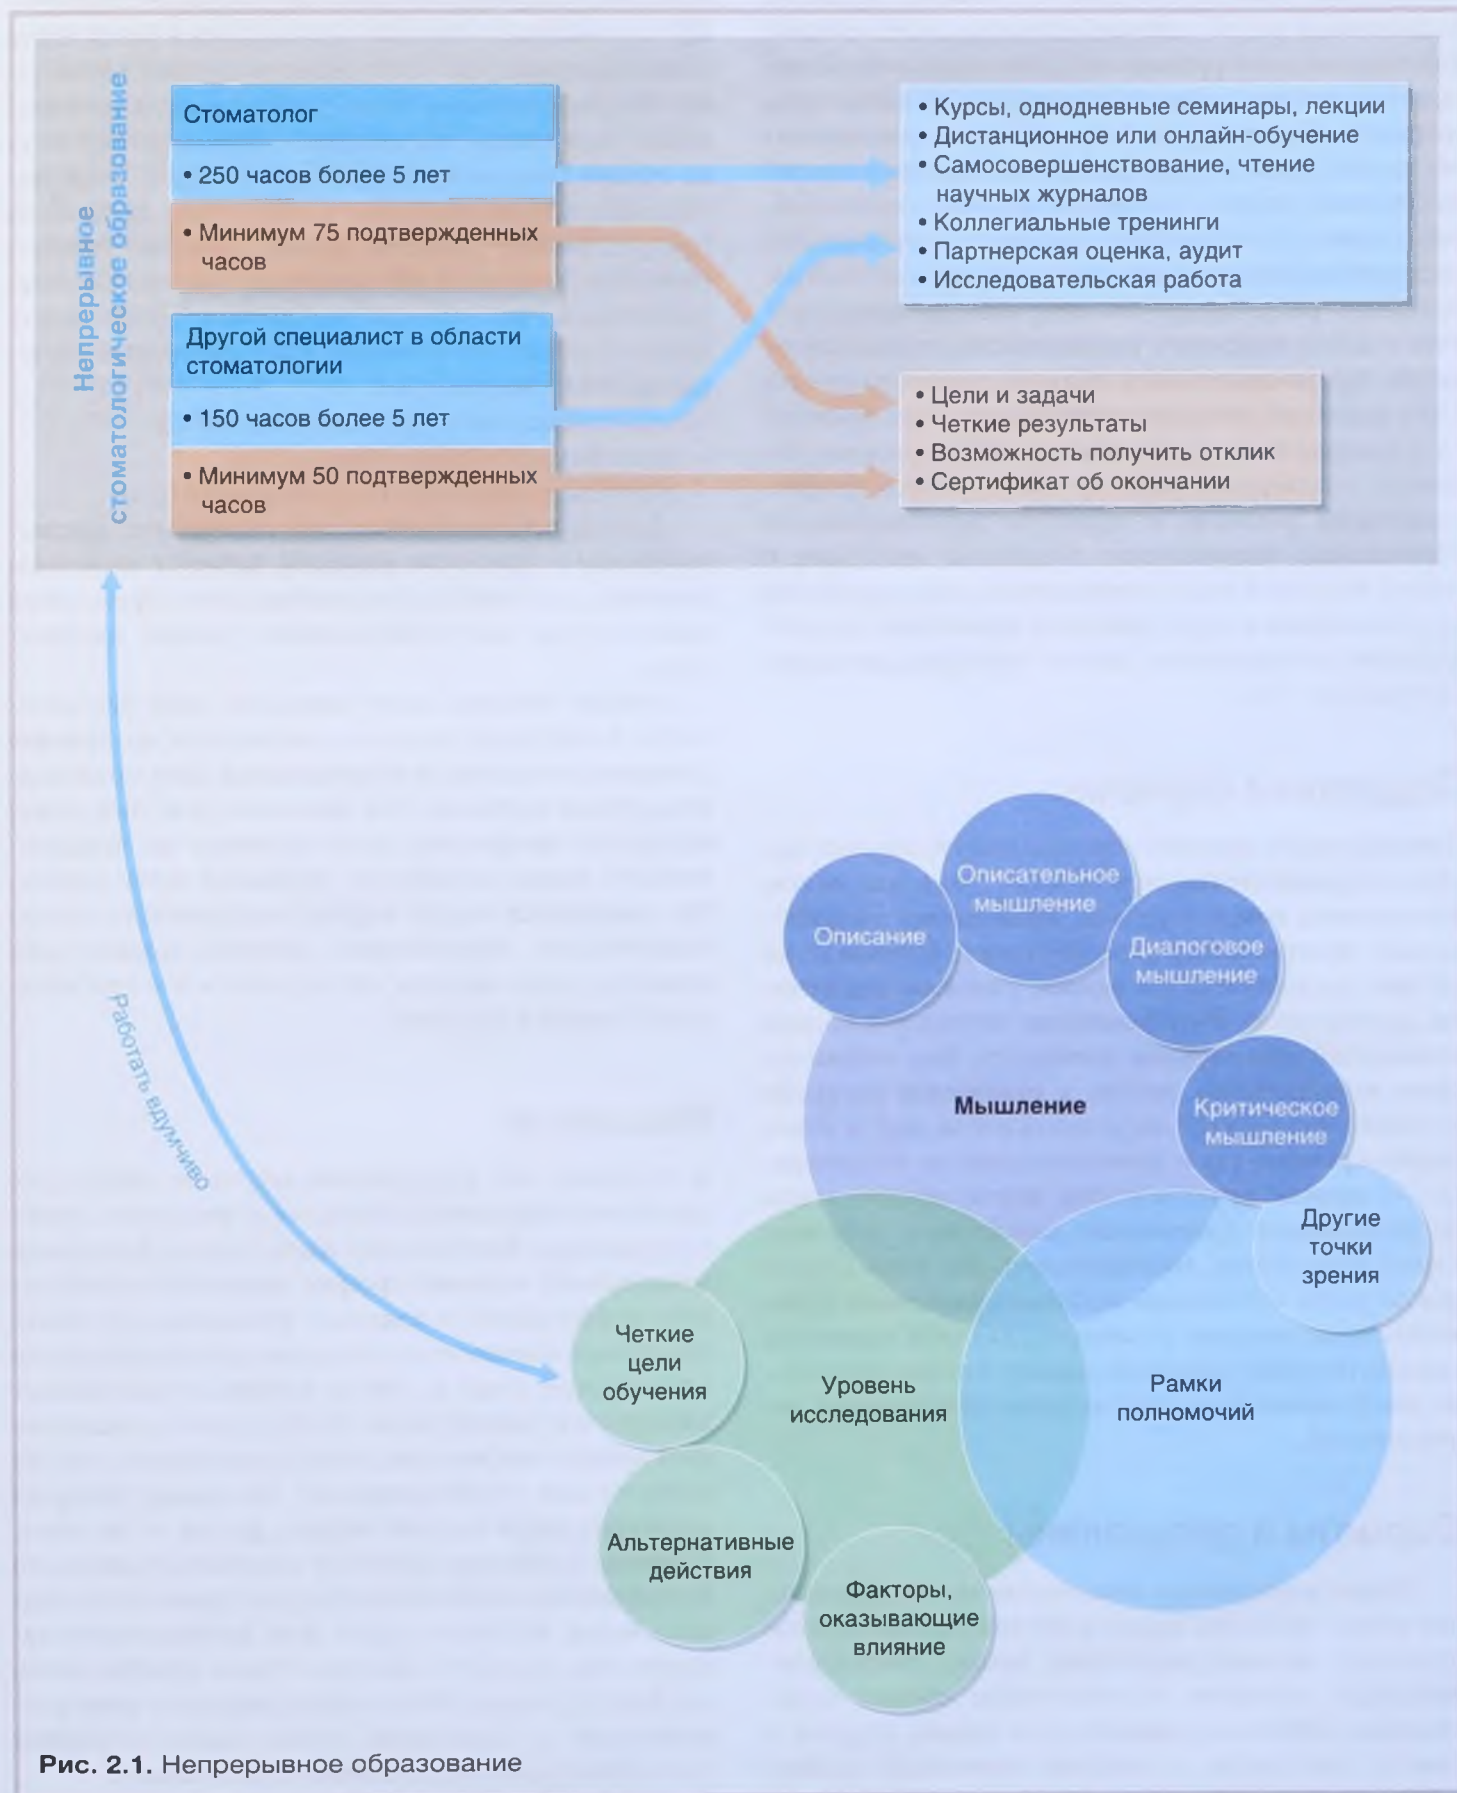 Непрерывное
стоматологическое образование
Стоматолог
• 250 часов более 5 лет
• Минимум 75 подтвержденных
часов
Другой специалист в области
стоматологии
• 150 часов более 5 лет
• Минимум 50 подтвержденных
часов
• Курсы, однодневные семинары, лекции
• Дистанционное или онлайн-обучение
• Самосовершенствование, чтение
научных журналов
• Коллегиальные тренинги
• Партнерская оценка, аудит
• Исследовательская работа
• Цели и задачи
• Четкие результаты
• Возможность получить отклик
• Сертификат об окончании
Работать вдумчиво
Описание
Описательное
мышление
Диалоговое
мышление
Критическое
мышление
Мышление
Другие
точки
зрения
Четкие
цели
обучения
Уровень
исследования
Рамки
полномочий
Альтернативные
действия
Факторы,
оказывающие
влияние
Рис. 2.1. Непрерывное образование